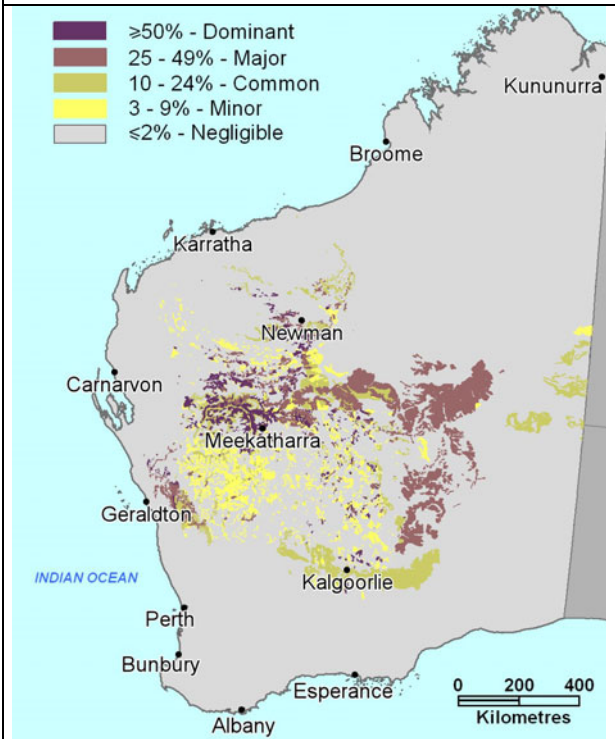 ≥50% - Dominant
25 - 49% - Major
10 - 24% - Common
3 - 9% - Minor
≤2% - Negligible
Kununurra
Broome
Karratha
Newman
Carnarvon
Meekatharra
Geraldton
Kalgoorlie
INDIAN OCEAN
Perth
Bunbury
Esperance
Albany
0 200 400
Kilometres